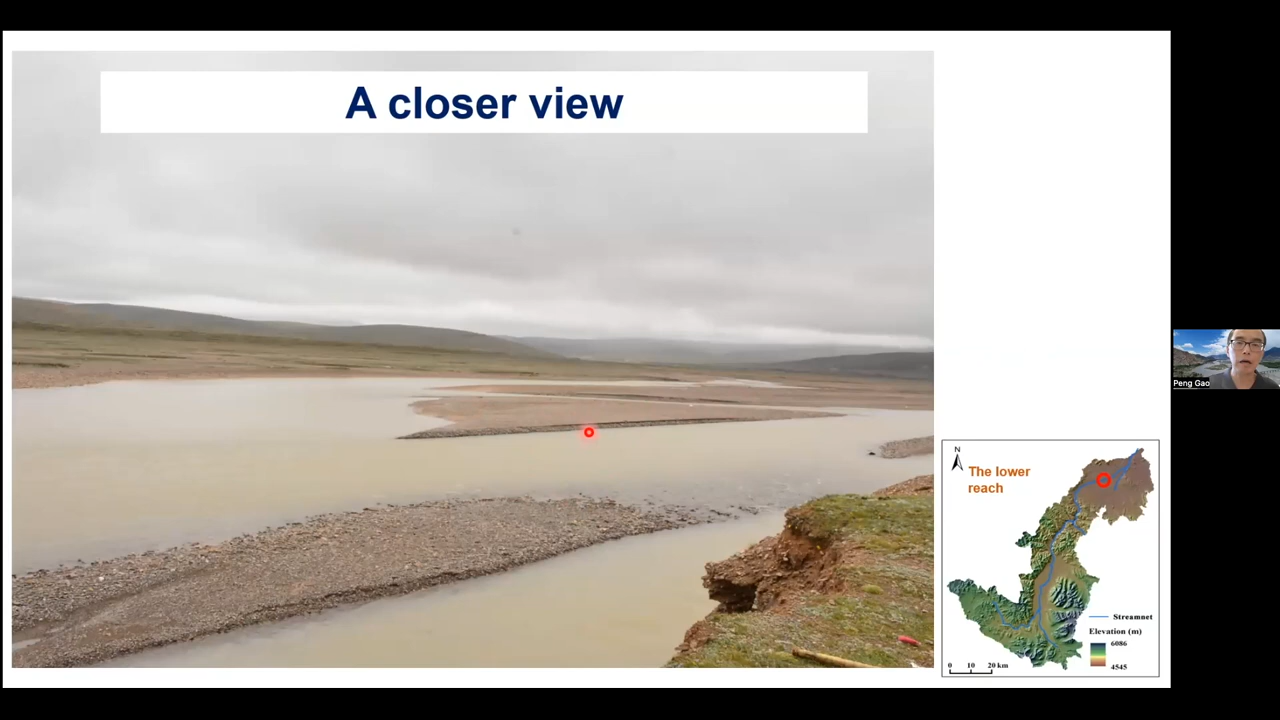 A closer view
Peng Gao
N
The lower
reach
Streamnet
Elevation (m)
6086
4545
0 10 20 km